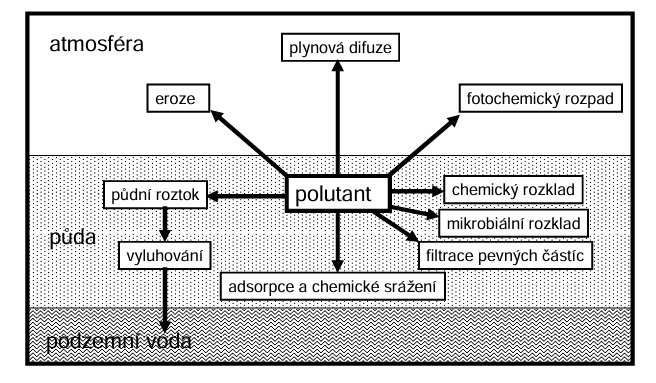 atmosféra
plynová difuze
eroze
fotochemický rozpad
polutant
půdní roztok
chemický rozklad
mikrobiální rozklad
půda
vyluhování
filtrace pevných částíc
adsorpce a chemické srážení
podzemní voda